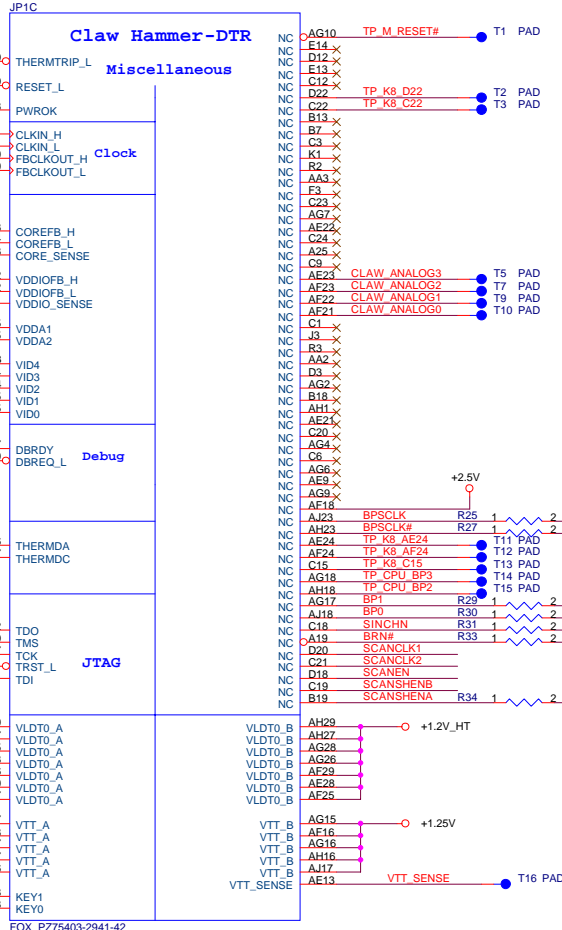 JP1C
Claw Hammer-DTR
Miscellaneous
NC AG10 TP_M_RESET# T1 PAD
NC E14
THERMTRIP_L NC D12
NC E13
RESET_L NC C12
NC D22 TP_K8_D22 T2 PAD
PWROK NC C22 TP_K8_C22 T3 PAD
NC B13
CLKIN_H NC B7
CLKIN_L Clock NC C3
FBCLKOUT_H NC K1
FBCLKOUT_L NC R2
NC AA3
NC F3
NC C23
NC AG7
COREFB_H NC AE22
COREFB_L NC C24
CORE_SENSE NC A25
NC C9
VDDIOFB_H NC AE23 CLAW_ANALOG3 T5 PAD
VDDIOFB_L NC AF23 CLAW_ANALOG2 T7 PAD
VDDIO_SENSE NC AF22 CLAW_ANALOG1 T9 PAD
NC AF21 CLAW_ANALOG0 T10 PAD
VDDA1 NC C1
VDDA2 NC J3
NC R3
VID4 NC AA2
VID3 NC D3
VID2 NC AG2
VID1 NC B18
VID0 NC AH1
NC AE21
NC C20
DBRDY NC AG4
DBREQ_L Debug NC C6
NC AG6
NC AE9 +2.5V
NC AG9
NC AF18
NC AJ23 BPSCLK R25 1 2
NC AH23 BPSCLK# R27 1 2
THERMDA NC AE24 TP_K8_AE24 T11 PAD
THERMDC NC AF24 TP_K8_AF24 T12 PAD
NC C15 TP_K8_C15 T13 PAD
NC AG18 TP_CPU_BP3 T14 PAD
NC AH18 TP_CPU_BP2 T15 PAD
NC AG17 BP1 R29 1 2
NC AJ18 BP0 R30 1 2
TDO NC C18 SINCHN R31 1 2
TMS NC A19 BRN# R33 1 2
TCK NC D20 SCANCLK1
TRST_L JTAG NC C21 SCANCLK2
TDI NC D18 SCANEN
NC C19 SCANSHENB
NC B19 SCANSHENA R34 1 2
VLDT0_A VLDT0_B AH29 +1.2V_HT
VLDT0_A VLDT0_B AH27
VLDT0_A VLDT0_B AG28
VLDT0_A VLDT0_B AG26
VLDT0_A VLDT0_B AF29
VLDT0_A VLDT0_B AE28
VLDT0_A VLDT0_B AF25
VTT_A VTT_B AG15 +1.25V
VTT_A VTT_B AF16
VTT_A VTT_B AG16
VTT_A VTT_B AH16
VTT_A VTT_B AJ17
VTT_SENSE AE13 VTT_SENSE T16 PAD
KEY1
KEY0
FOX_PZ75403-2941-42